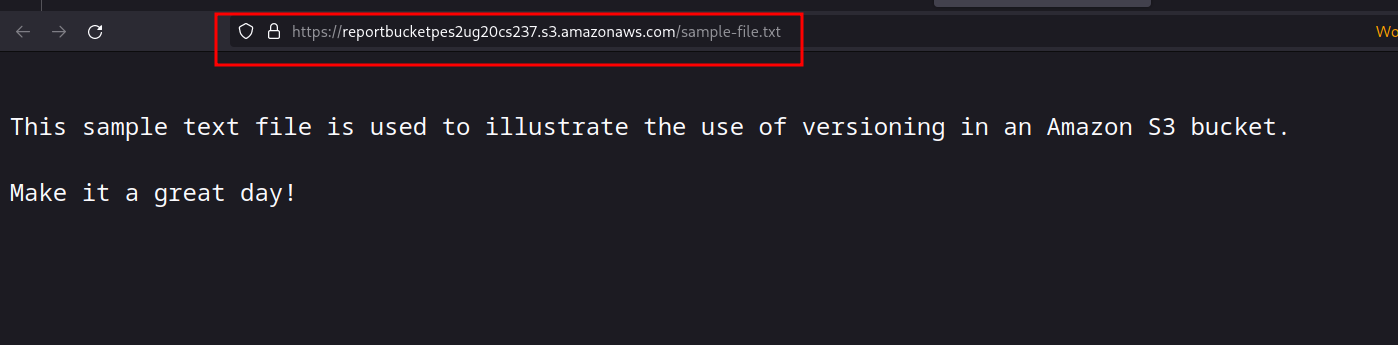 https://reportbucketpes2ug20cs237.s3.amazonaws.com/sample-file.txt
This sample text file is used to illustrate the use of versioning in an Amazon S3 bucket.
Make it a great day!